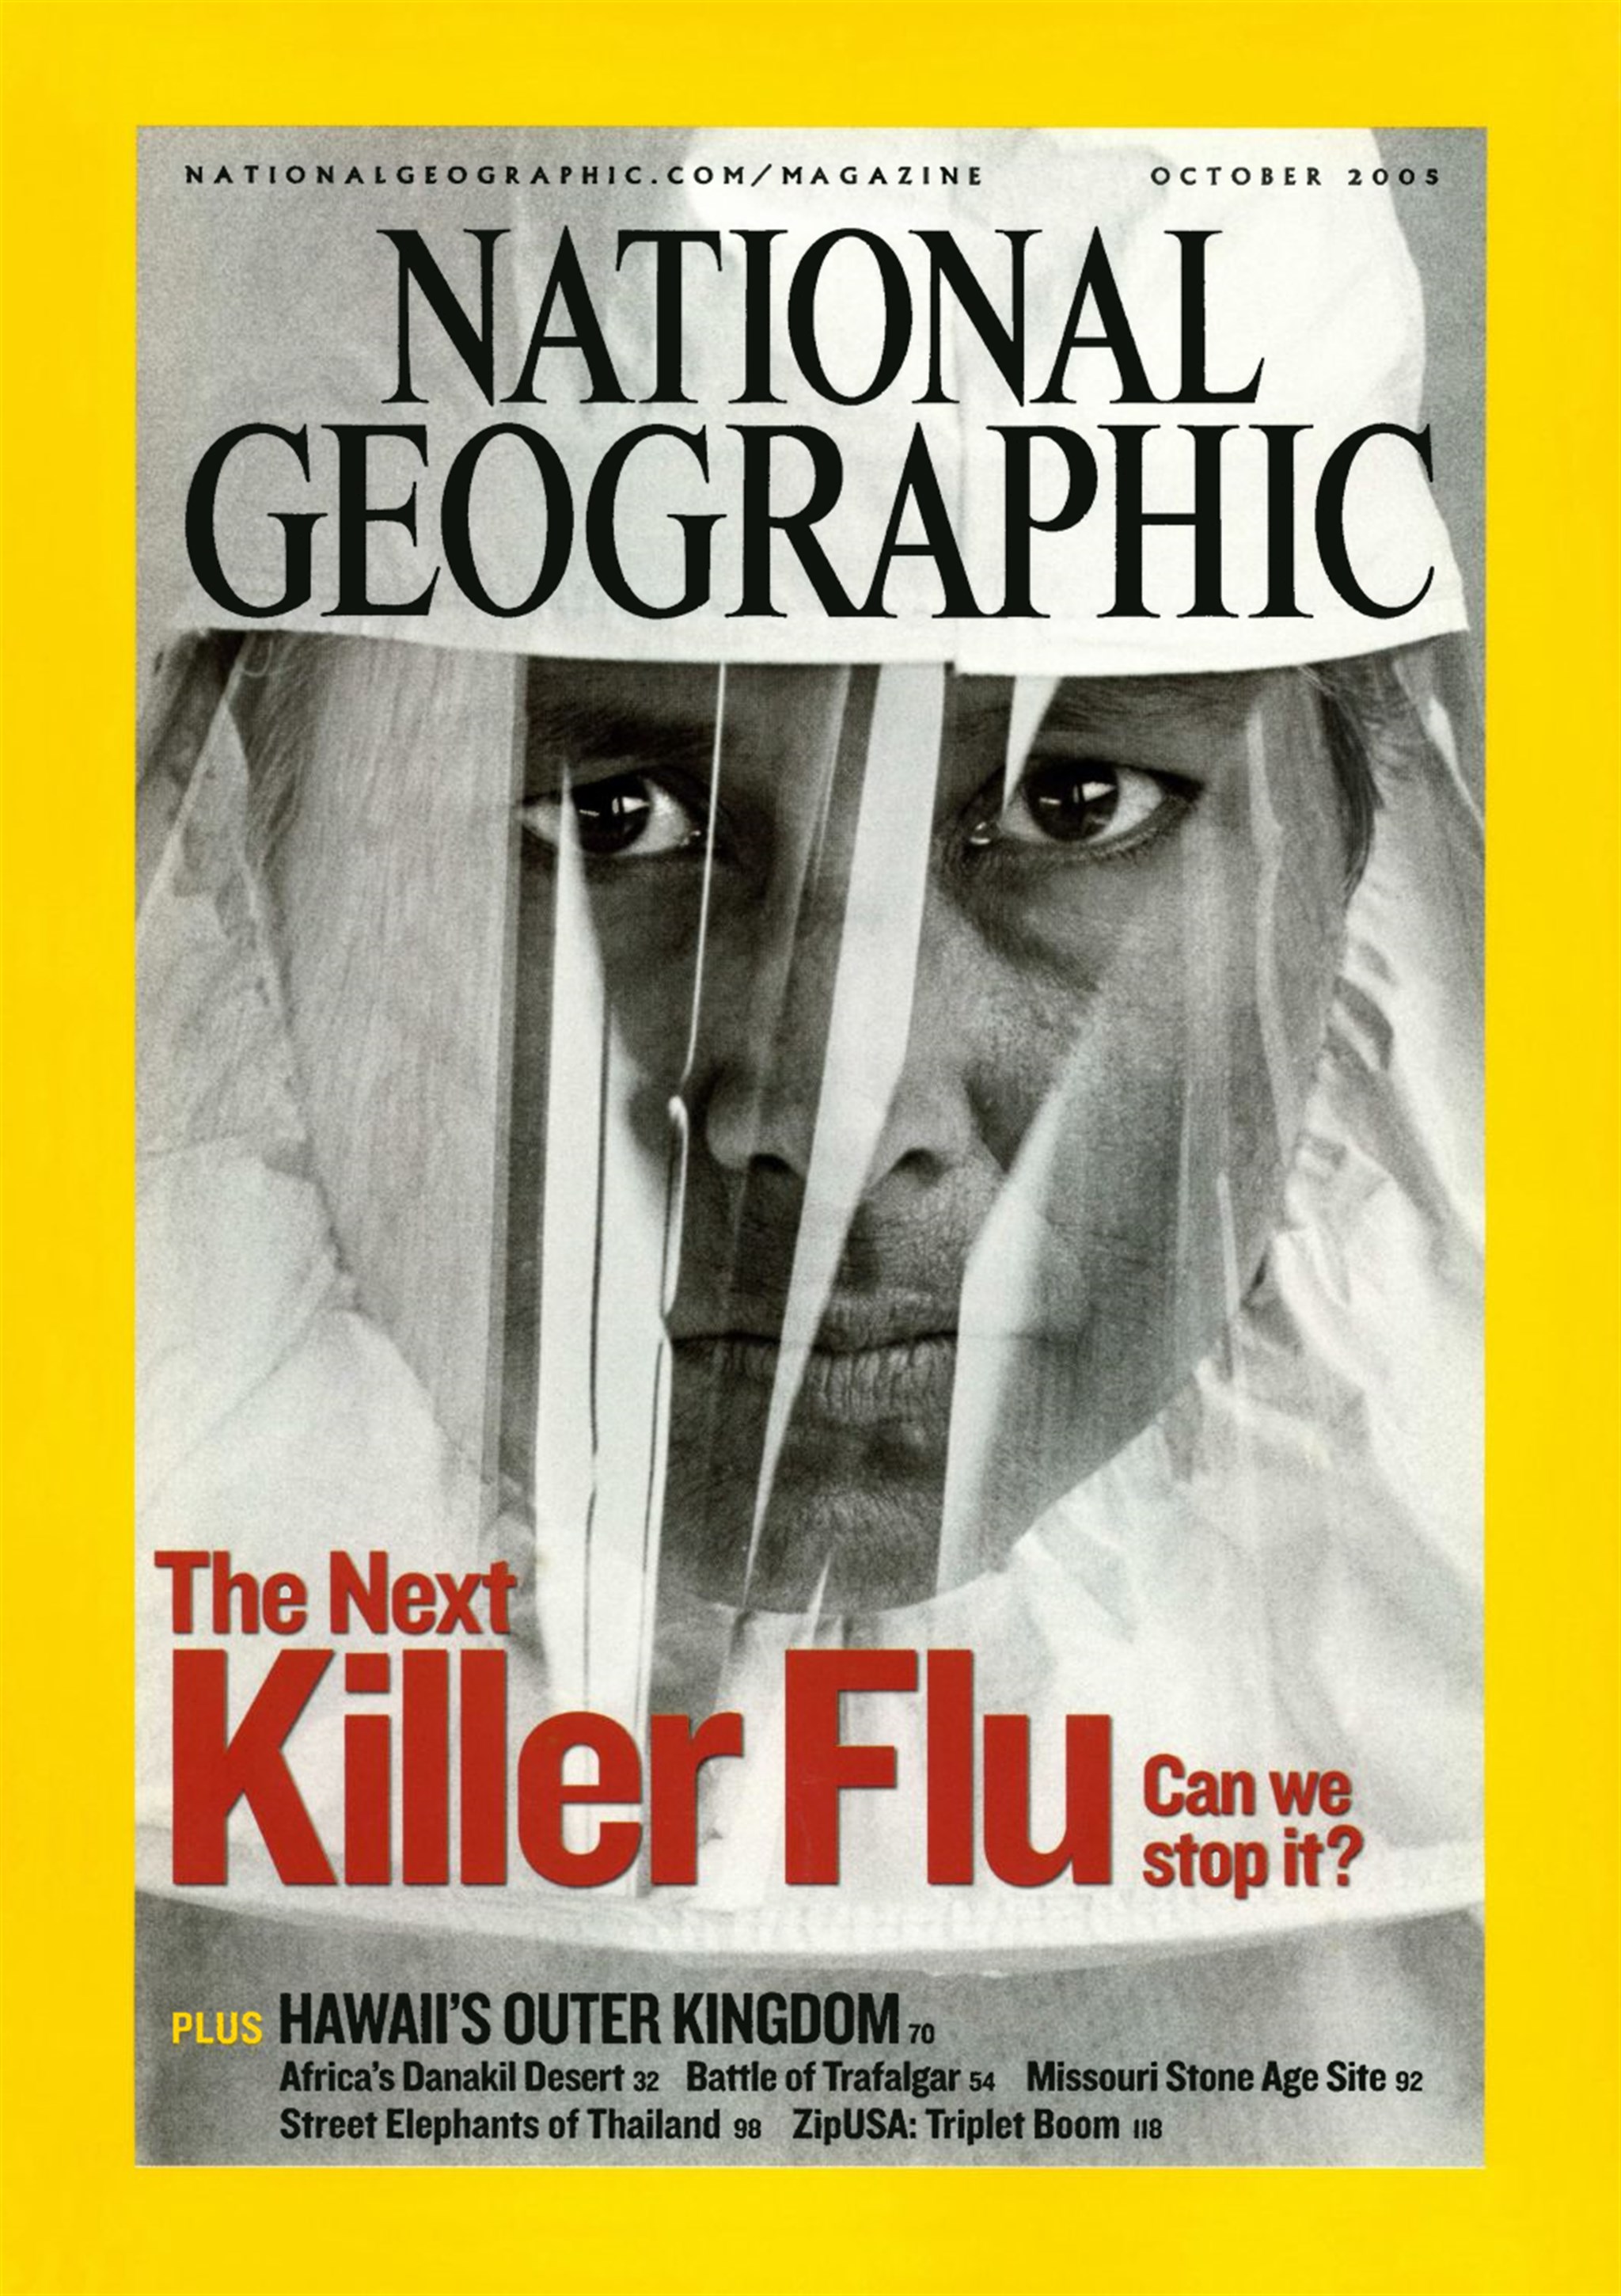 NATIONALGEOGRAPHIC.COM/MAGAZINE OCTOBER 2005
NATIONAL
GEOGRAPHIC
The Next
Killer Flu
Can we
stop it?
PLUS HAWAII'S OUTER KINGDOM 70
Africa's Danakil Desert 32 Battle of Trafalgar 54 Missouri Stone Age Site 92
Street Elephants of Thailand 98 ZipUSA: Triplet Boom 118